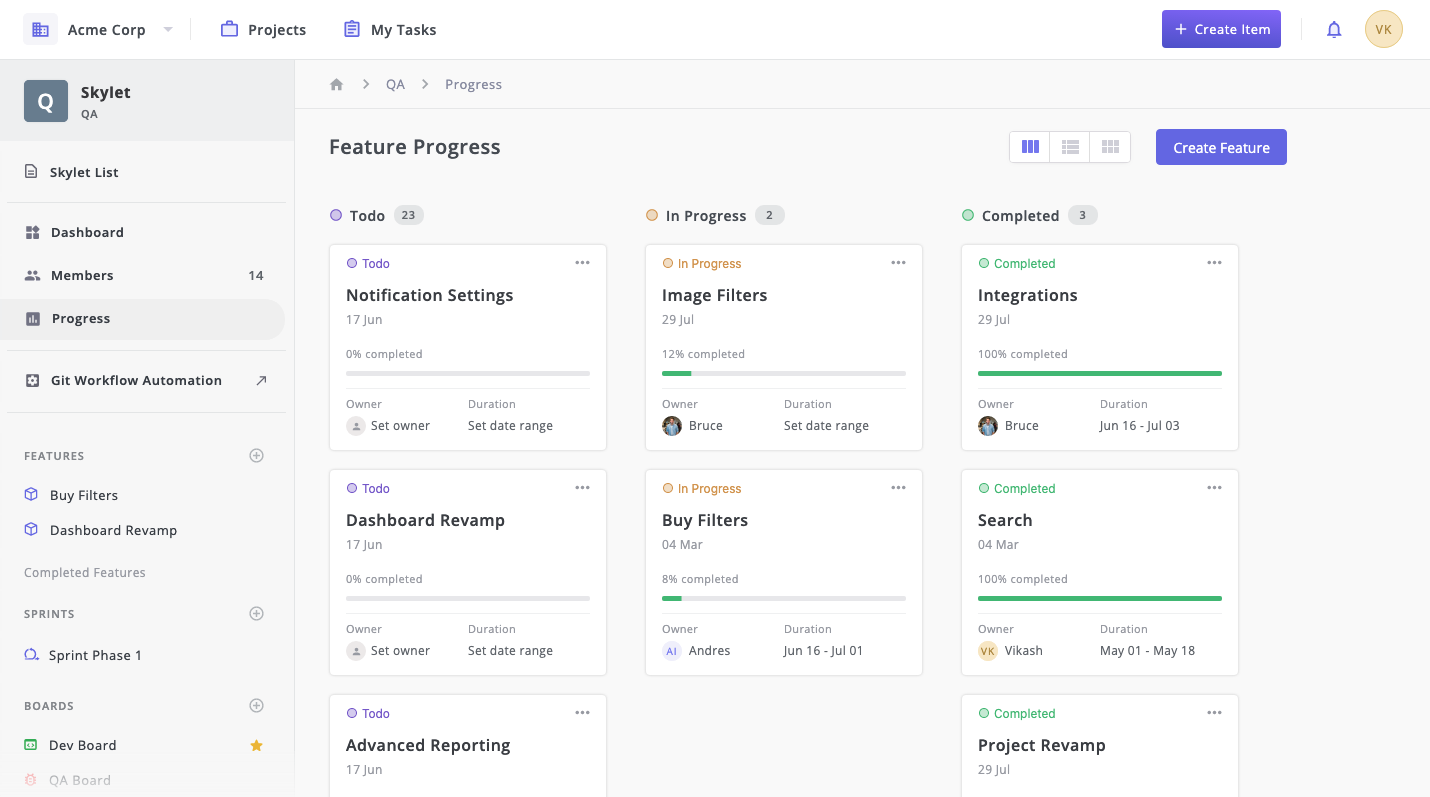 Acme Corp
Projects
My Tasks
+ Create Item
VK
Q
Skylet
QA
Skylet List
Dashboard
Members 14
Progress
Git Workflow Automation
FEATURES
Buy Filters
Dashboard Revamp
Completed Features
SPRINTS
Sprint Phase 1
BOARDS
Dev Board
QA Board
QA
Progress
Feature Progress
Create Feature
Todo 23
Todo
Notification Settings
17 Jun
0% completed
Owner Duration
Set owner Set date range
Todo
Dashboard Revamp
17 Jun
0% completed
Owner Duration
Set owner Set date range
Todo
Advanced Reporting
17 Jun
In Progress 2
In Progress
Image Filters
29 Jul
12% completed
Owner Duration
Bruce Set date range
In Progress
Buy Filters
04 Mar
8% completed
Owner Duration
AI Andres Jun 16 - Jul 01
Completed 3
Completed
Integrations
29 Jul
100% completed
Owner Duration
Bruce Jun 16 - Jul 03
Completed
Search
04 Mar
100% completed
Owner Duration
VK Vikash May 01 - May 18
Completed
Project Revamp
29 Jul